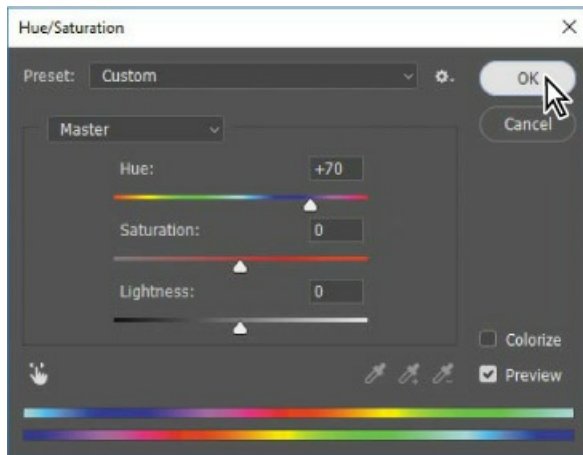 Hue/Saturation
Preset: Custom
OK
Cancel
Master
Hue: +70
Saturation: 0
Lightness: 0
Colorize
Preview